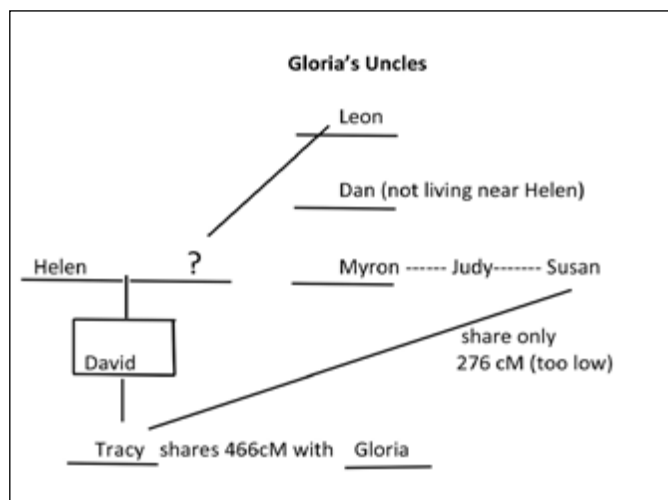 Gloria's Uncles
Leon
Dan (not living near Helen)
Helen ? Myron ------ Judy------- Susan
share only
276 cM (too low)
David
Tracy shares 466cM with Gloria